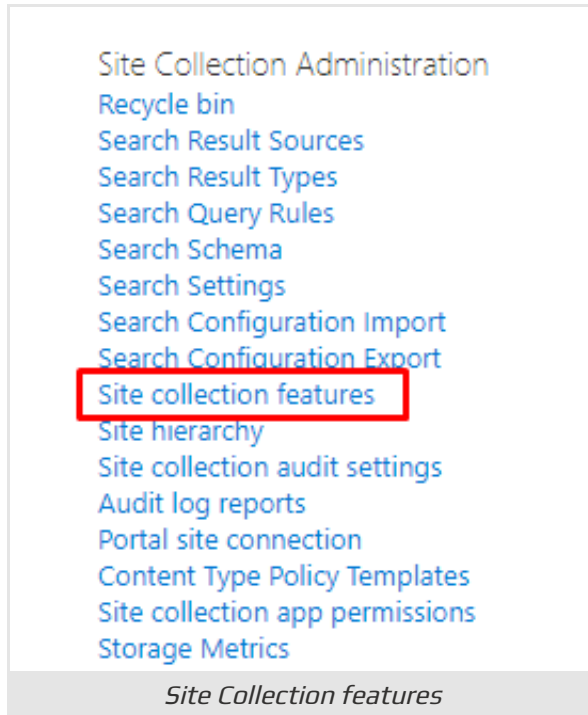 Site Collection Administration
Recycle bin
Search Result Sources
Search Result Types
Search Query Rules
Search Schema
Search Settings
Search Configuration Import
Search Configuration Export
Site collection features
Site hierarchy
Site collection audit settings
Audit log reports
Portal site connection
Content Type Policy Templates
Site collection app permissions
Storage Metrics
Site Collection features